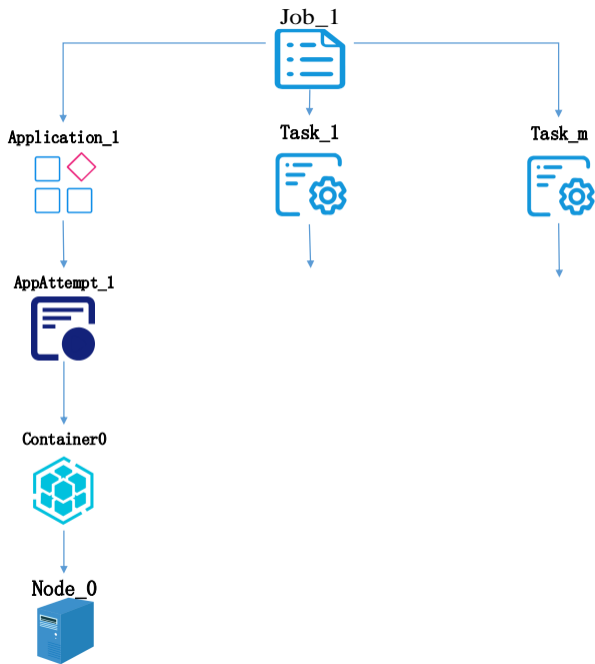 Job_1
Application_1
Task_1
Task_m
AppAttempt_1
Container0
Node_0